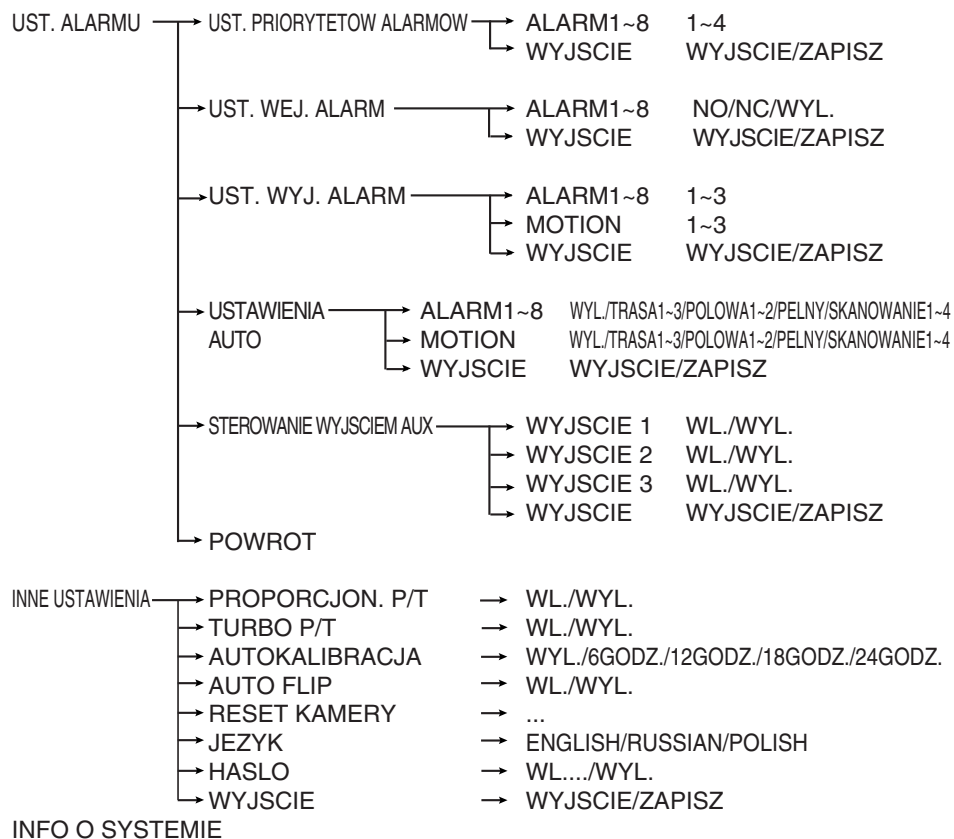 UST. ALARMU UST. PRIORYTETOW ALARMOW ALARM1~8 1~4
WYJSCIE WYJSCIE/ZAPISZ
UST. WEJ. ALARM ALARM1~8 NO/NC/WYL.
WYJSCIE WYJSCIE/ZAPISZ
UST. WYJ. ALARM ALARM1~8 1~3
MOTION 1~3
WYJSCIE WYJSCIE/ZAPISZ
USTAWIENIA ALARM1~8 WYL./TRASA1~3/POLOWA1~2/PELNY/SKANOWANIE1~4
AUTO MOTION WYL./TRASA1~3/POLOWA1~2/PELNY/SKANOWANIE1~4
WYJSCIE WYJSCIE/ZAPISZ
STEROWANIE WYJSCIEM AUX WYJSCIE 1 WL./WYL.
WYJSCIE 2 WL./WYL.
WYJSCIE 3 WL./WYL.
WYJSCIE WYJSCIE/ZAPISZ
POWROT
INNE USTAWIENIA PROPORCJON. P/T WL./WYL.
TURBO P/T WL./WYL.
AUTOKALIBRACJA WYL./6GODZ./12GODZ./18GODZ./24GODZ.
AUTO FLIP WL./WYL.
RESET KAMERY ...
JEZYK ENGLISH/RUSSIAN/POLISH
HASLO WL..../WYL.
WYJSCIE WYJSCIE/ZAPISZ
INFO O SYSTEMIE